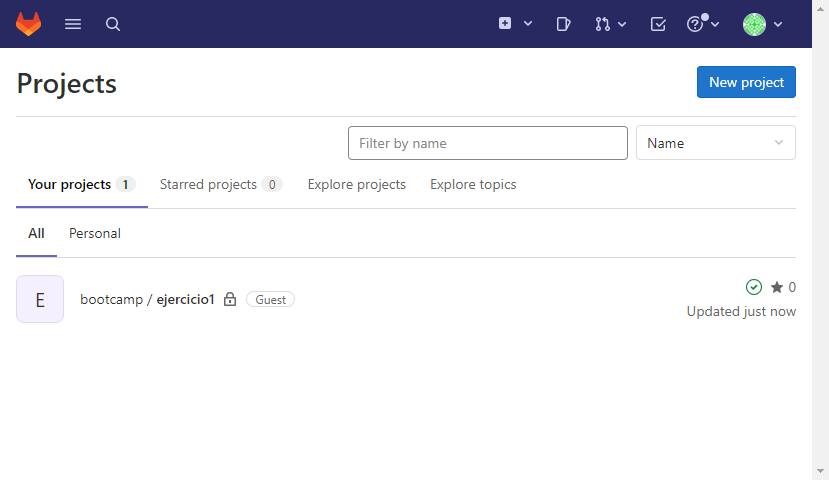 Projects
New project
Filter by name
Name
Your projects 1 Starred projects 0 Explore projects Explore topics
All Personal
E
bootcamp / ejercicio1 Guest
0
Updated just now